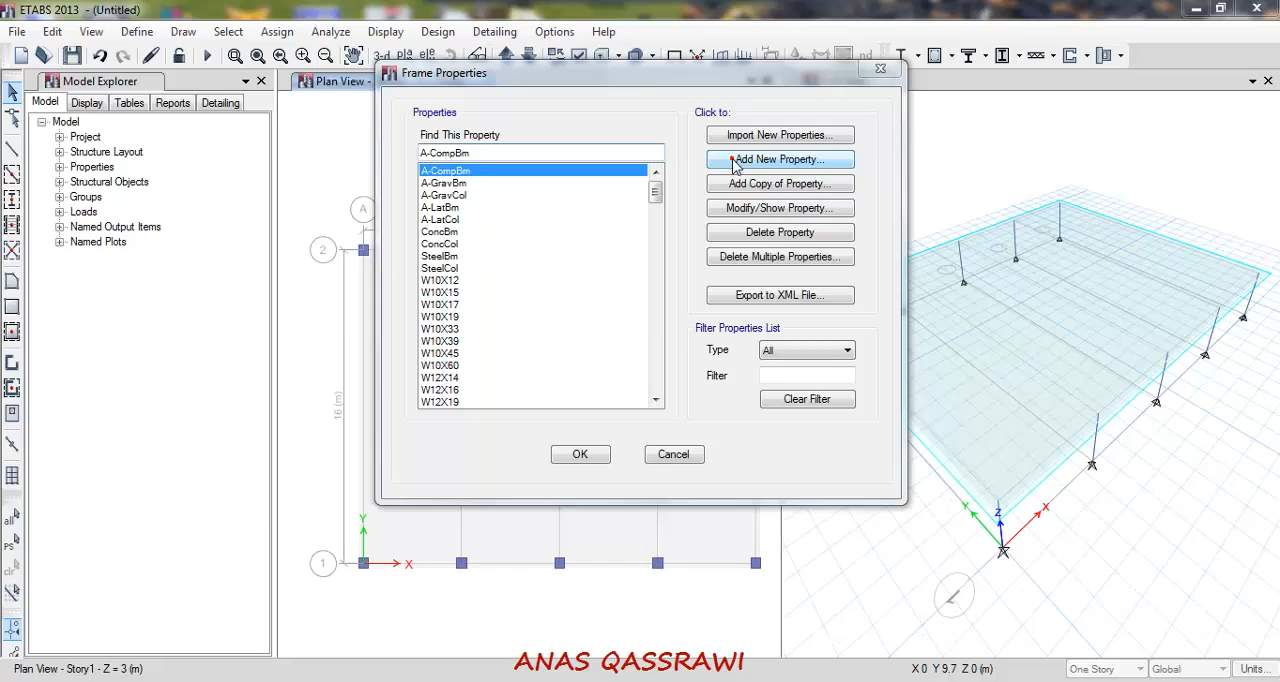 ETABS 2013 - (Untitled)
File Edit View Define Draw Select Assign Analyze Display Design Detailing Options Tools Help
3-d
Model Explorer
Plan View -
Frame Properties
Model Display Tables Reports Detailing
Model
Project
Structure Layout
Properties
Structural Objects
Groups
Loads
Named Output Items
Named Plots
Properties
Find This Property
A-CompBm
A-CompBm
A-GravBm
A-GravCol
A-LatBm
A-LatCol
ConcBm
ConcCol
SteelBm
SteelCol
W10X12
W10X15
W10X17
W10X19
W10X33
W10X39
W10X45
W10X60
W12X14
W12X16
W12X19
Click to:
Import New Properties...
Add New Property...
Add Copy of Property...
Modify/Show Property...
Delete Property
Delete Multiple Properties...
Export to XML File...
Filter Properties List
Type All
Filter
Clear Filter
OK Cancel
A
2
16 (m)
1
Y
X
Y
Z
X
all
PS
clr
Plan View - Story1 - Z = 3 (m)
ANAS QASSRAWI
X 0 Y 9.7 Z 0 (m)
One Story
Global
Units...